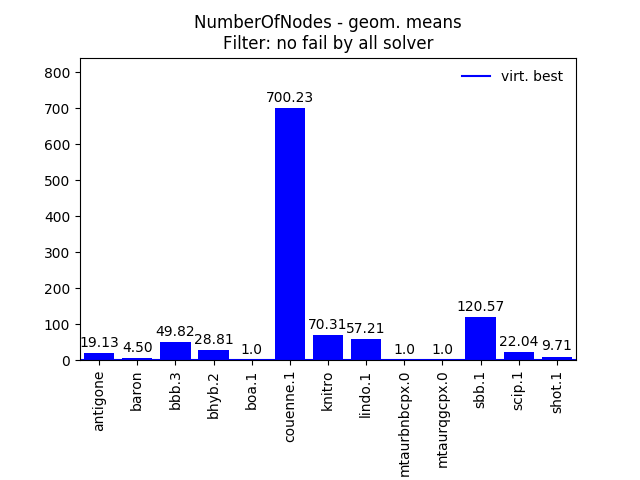 NumberOfNodes - geom. means
Filter: no fail by all solver
800
700
600
500
400
300
200
100
0
virt. best
19.13
4.50
49.82
28.81
1.0
700.23
70.31
57.21
1.0
1.0
120.57
22.04
9.71
antigone
baron
bbb.3
bhyb.2
boa.1
couenne.1
knitro
lindo.1
mtaurbnbcpx.0
mtaurqgcpx.0
sbb.1
scip.1
shot.1